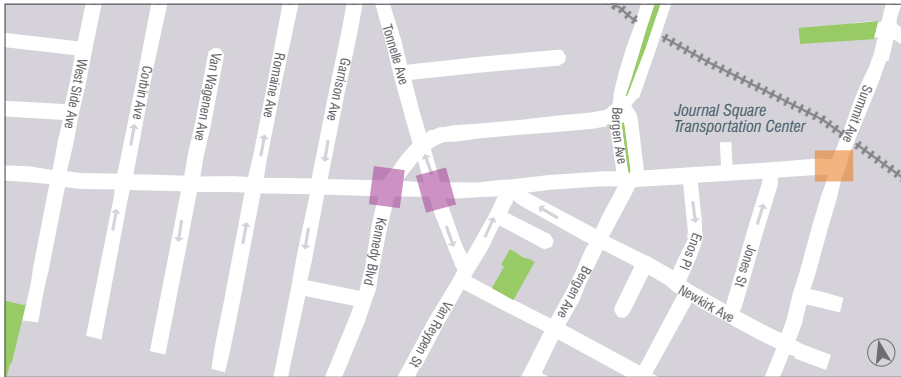 West Side Ave
Corbin Ave
Van Wagenen Ave
Romaine Ave
Garrison Ave
Tonnelle Ave
Bergen Ave
Journal Square
Transportation Center
Summit Ave
Kennedy Blvd
Van Reypen St
Bergen Ave
Enos Pl
Jones St
Newkirk Ave